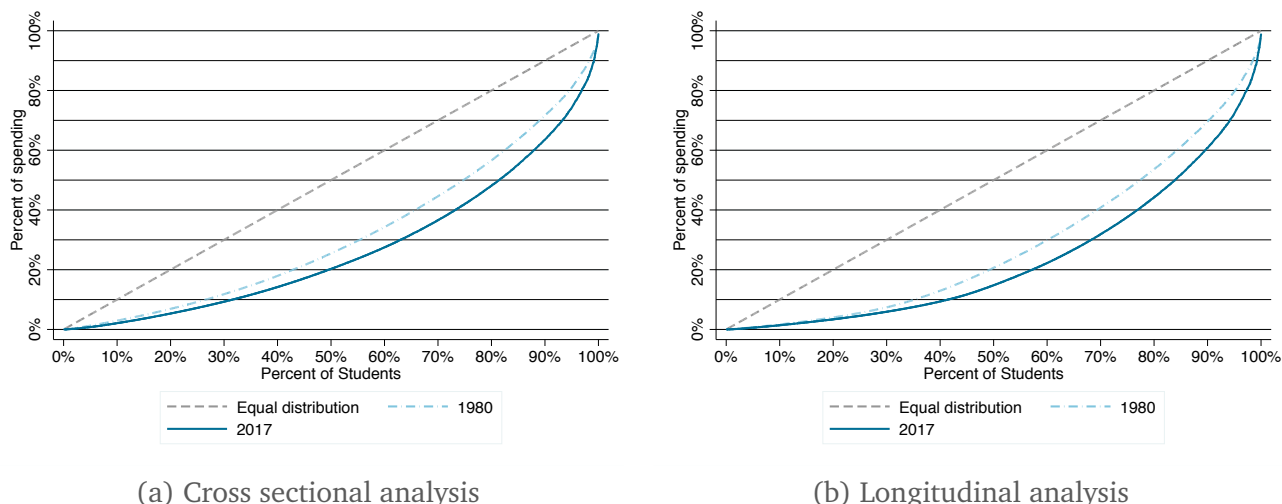 100%
80%
60%
40%
20%
0%
Percent of spending
0% 10% 20% 30% 40% 50% 60% 70% 80% 90% 100%
Percent of Students
Equal distribution 1980
2017
(a) Cross sectional analysis
100%
80%
60%
40%
20%
0%
Percent of spending
0% 10% 20% 30% 40% 50% 60% 70% 80% 90% 100%
Percent of Students
Equal distribution 1980
2017
(b) Longitudinal analysis